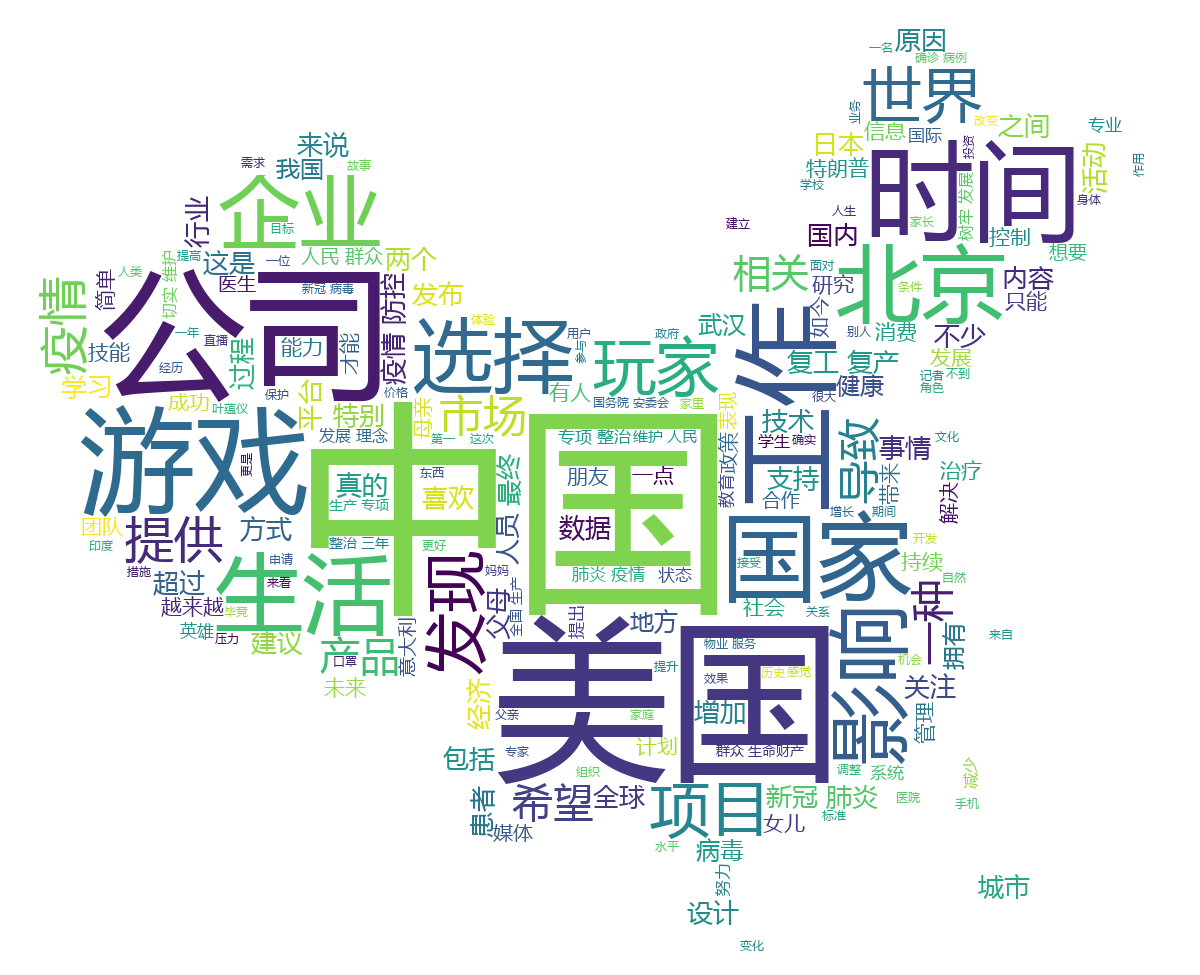 一名
原因
确诊 病例
世界
业务
改变
之间
专业
信息
国际
日本
来说
投资
时间
活动
作用
需求
我国
故事
特朗普
学校
企业
发展
身体
行业
人生
家长
树牢
目标
建立
国内
控制
想要
提高
这是
一位
人民 群众
两个
相关
面对
北京
内容
人类
简单
切实 维护
医生
公司
新冠 病毒
防控
发布
研究
条件
只能
疫情
一年
直播
能力
才能
疫情
选择
体验
用户
政府
武汉
如今
别人
消费
不少
技能
经历
过程
参与
玩家
工作
复工 复产
发展
记者
不到
学习
成功
叶蕴仪
保护
平台
特别
价格
母亲
市场
有人
国务院 安委会
家里
表现
很大
健康
角色
游戏
更是
发展 理念
中国
第一
这次
专项 整治
维护 人民
教育政策
技术
学生
确实
导致
事情
文化
真的
东西
最终
朋友
一点
支持
带来
治疗
生产 专项
喜欢
合作
解决
团队
提供
方式
人员
数据
增长
期间
印度
整治 三年
更好
国家
开发
措施
申请
来看
发现
妈妈
肺炎 疫情
状态
接受
持续
自然
超过
生活
父母
全国 生产
社会
一种
越来越
毕竟
提出
地方
关系
英雄
压力
建议
意大利
美国
物业 服务
影响
拥有
来自
产品
口罩
提升
效果
历史
感觉
机会
未来
经济
关注
父亲
家庭
增加
管理
包括
专家
计划
群众 生命财产
组织
调整
系统
减少
希望
全球
项目
新冠 肺炎
医院
手机
患者
媒体
女儿
标准
水平
病毒
努力
城市
设计
变化